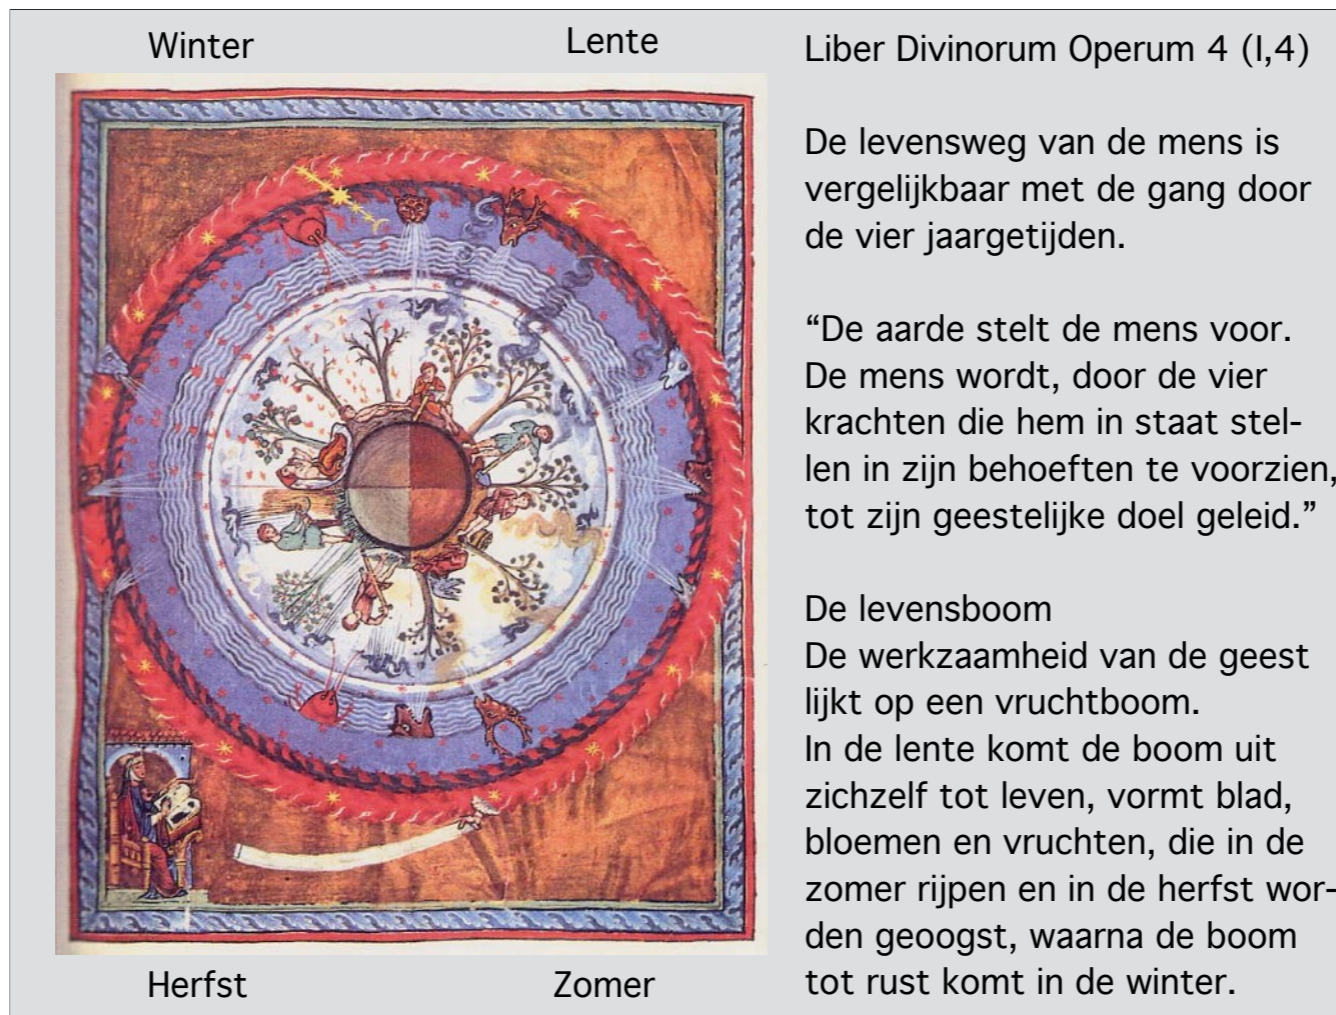 Winter
Lente
Liber Divinorum Operum 4 (I,4)
De levensweg van de mens is
vergelijkbaar met de gang door
de vier jaargetijden.
“De aarde stelt de mens voor.
De mens wordt, door de vier
krachten die hem in staat stel-
len in zijn behoeften te voorzien,
tot zijn geestelijke doel geleid.”
De levensboom
De werkzaamheid van de geest
lijkt op een vruchtboom.
In de lente komt de boom uit
zichzelf tot leven, vormt blad,
bloemen en vruchten, die in de
zomer rijpen en in de herfst wor-
den geoogst, waarna de boom
tot rust komt in de winter.
Herfst
Zomer